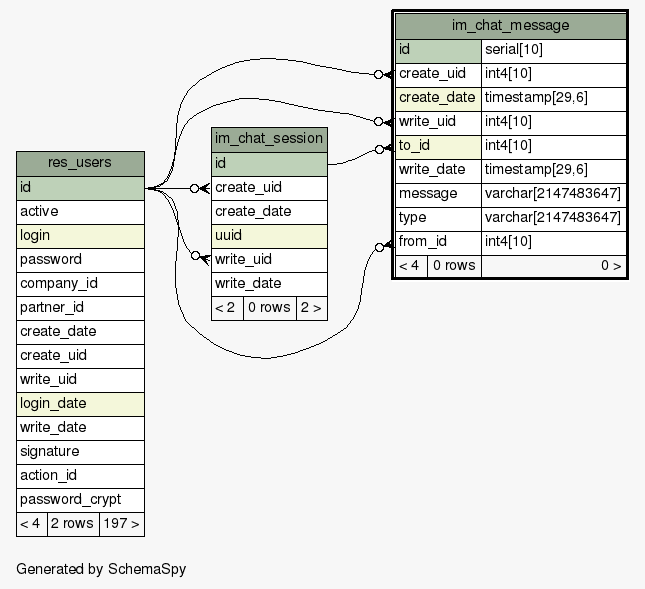 im_chat_message
id serial[10]
create_uid int4[10]
create_date timestamp[29,6]
write_uid int4[10]
to_id int4[10]
write_date timestamp[29,6]
message varchar[2147483647]
type varchar[2147483647]
from_id int4[10]
< 4 0 rows 0 >
im_chat_session
id
create_uid
create_date
uuid
write_uid
write_date
< 2 0 rows 2 >
res_users
id
active
login
password
company_id
partner_id
create_date
create_uid
write_uid
login_date
write_date
signature
action_id
password_crypt
< 4 2 rows 197 >
Generated by SchemaSpy